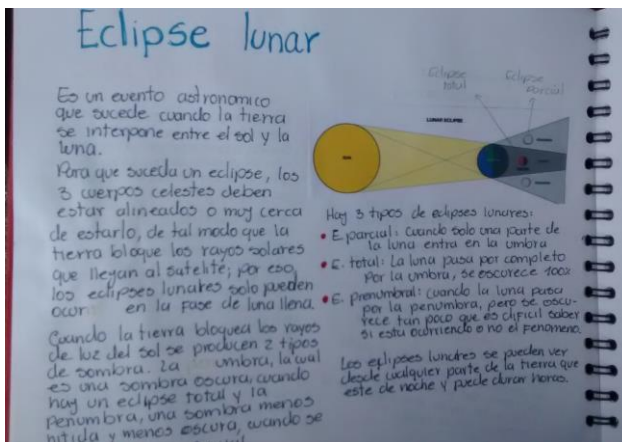 Eclipse lunar
Es un evento astronomico
que sucede cuando la tierra
se interpone entre el sol y la
luna.
Para que suceda un eclipse, los
3 cuerpos celestes deben
estar alineados o muy cerca
de estarlo, de tal modo que la
tierra bloque los rayos solares
que llegan al satelite; por eso,
los eclipses lunares solo pueden
en la fase de luna llena.
Cuando la tierra bloquea los rayos
de luz del sol se producen 2 tipos
de sombra. La umbra, la cual
es una sombra oscura, cuando
hay un eclipse total y la
penumbra, una sombra menos
nitida y menos oscura, cuando se
Eclipse
total
Eclipse
parcial
LUNAR ECLIPSE
Hay 3 tipos de eclipses lunares:
E. parcial: Cuando solo una parte de
la luna entra en la umbra
E. total: La luna pasa por completo
por la umbra, se escurece 100%
E. prenumbral: cuando la luna pasa
por la penumbra, pero se escu-
rece tan poco que es dificil saber
si esta ocurriendo o no el fenomeno.
Los eplipses lunares se pueden ver
desde cualquier parte de la tierra que
este de noche y puede durar horas.